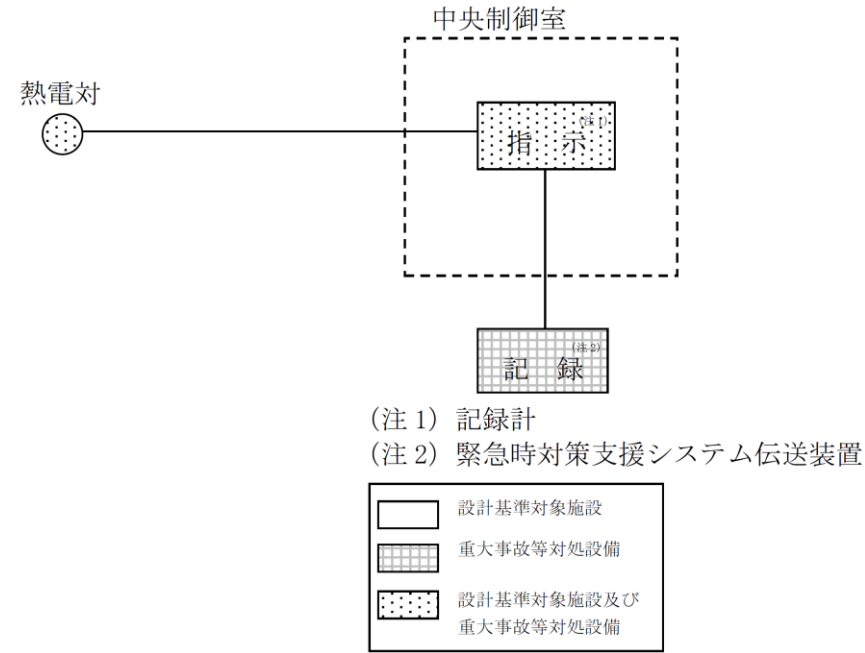 中央制御室
熱電対
指 示(注1)
記 録(注2)
(注 1) 記録計
(注 2) 緊急時対策支援システム伝送装置
設計基準対象施設
重大事故等対処設備
設計基準対象施設及び
重大事故等対処設備